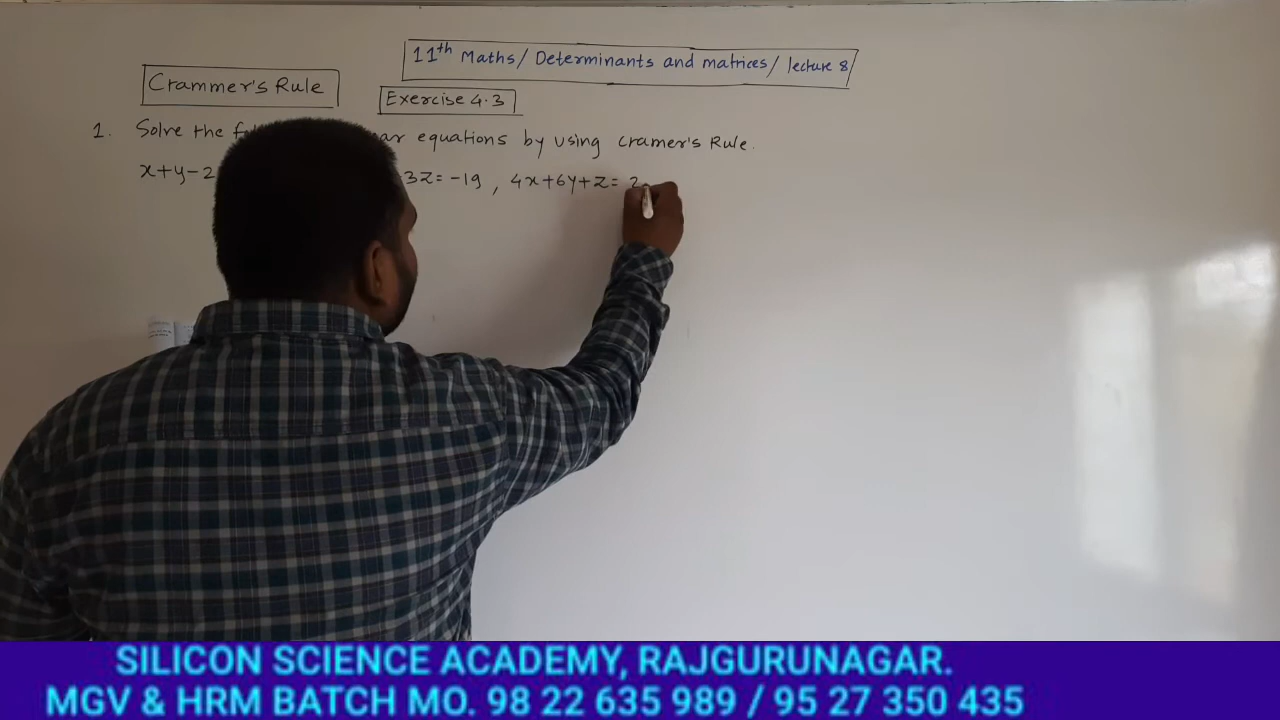 11th Maths/ Determinants and matrices/ lecture 8/
Crammer's Rule
Exercise 4.3
1. Solve the equations by using cramer's Rule.
x+y-2 3z=-19, 4x+6y+z= 2
SILICON SCIENCE ACADEMY, RAJGURUNAGAR.
MGV & HRM BATCH MO. 98 22 635 989 / 95 27 350 435